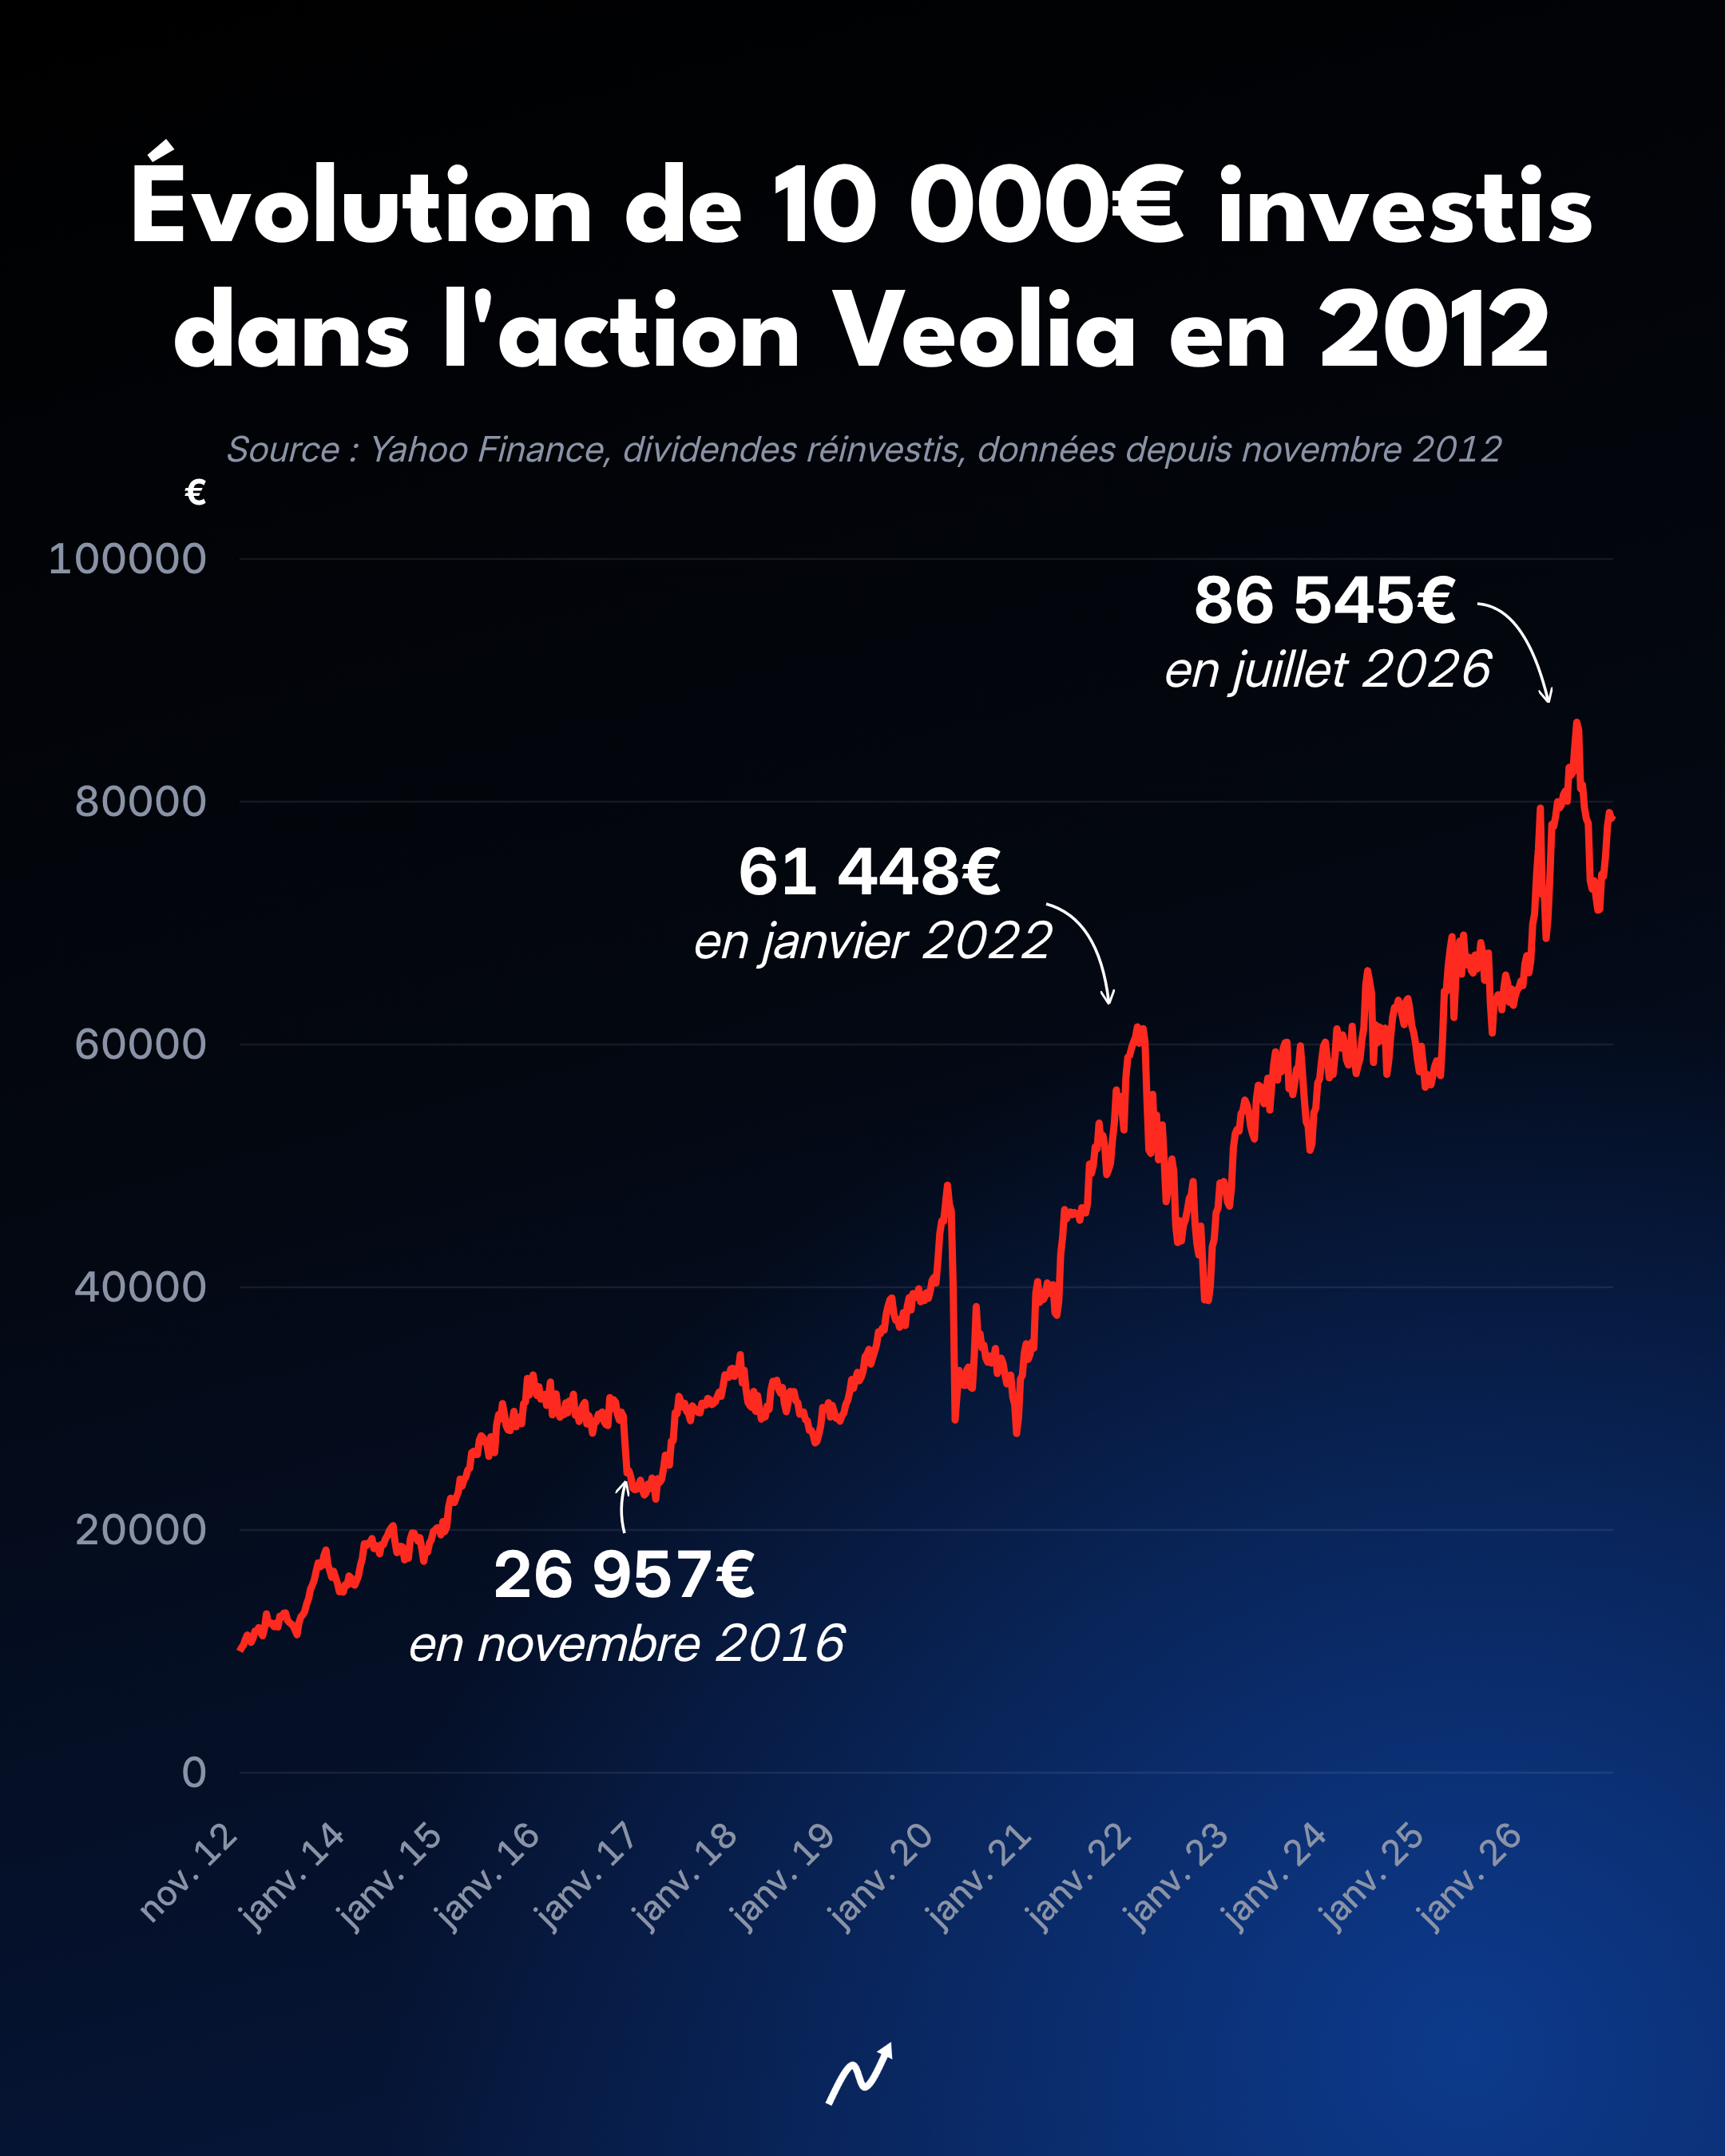 Évolution de 10 000€ investis
dans l'action Veolia en 2012
Source : Yahoo Finance, dividendes réinvestis, données depuis novembre 2012
€
100000
86 545€
en juillet 2026
80000
61 448€
en janvier 2022
60000
40000
20000
26 957€
en novembre 2016
0
nov. 12
janv. 14
janv. 15
janv. 16
janv. 17
janv. 18
janv. 19
janv. 20
janv. 21
janv. 22
janv. 23
janv. 24
janv. 25
janv. 26